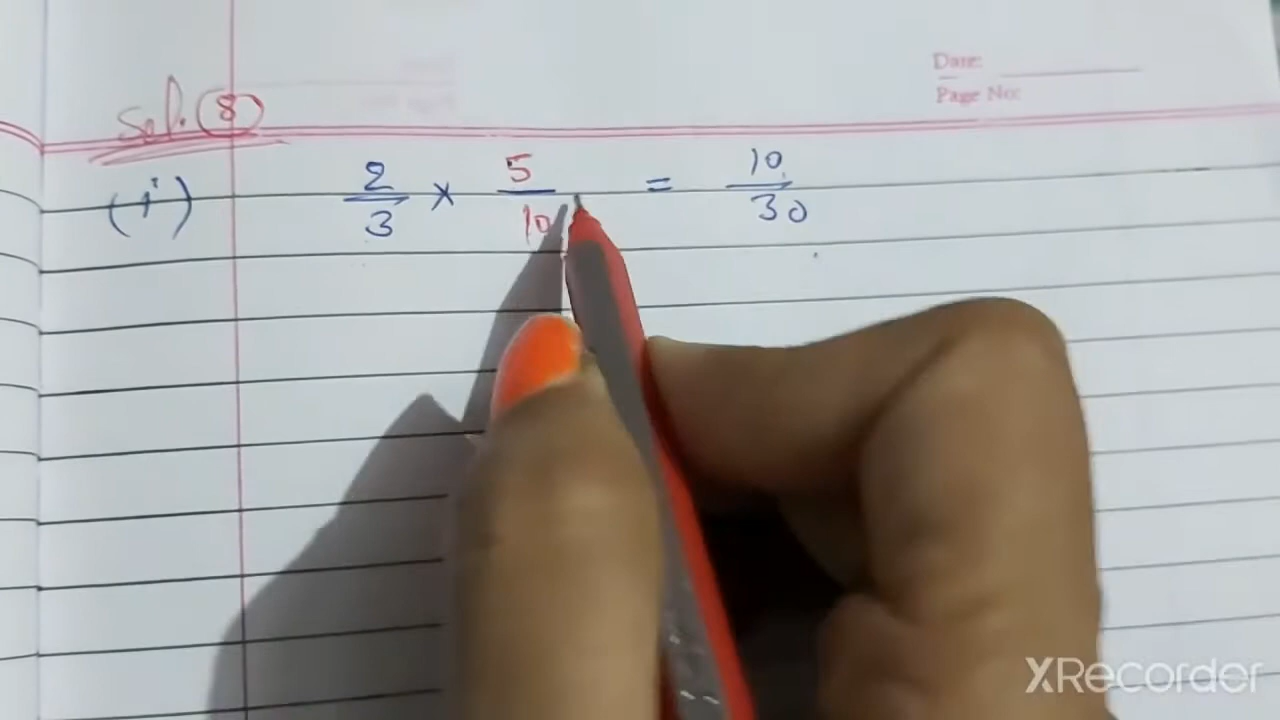 Date:
Page No:
Sol. 8
(i) 2/3 × 5/10 = 10/30
XRecorder